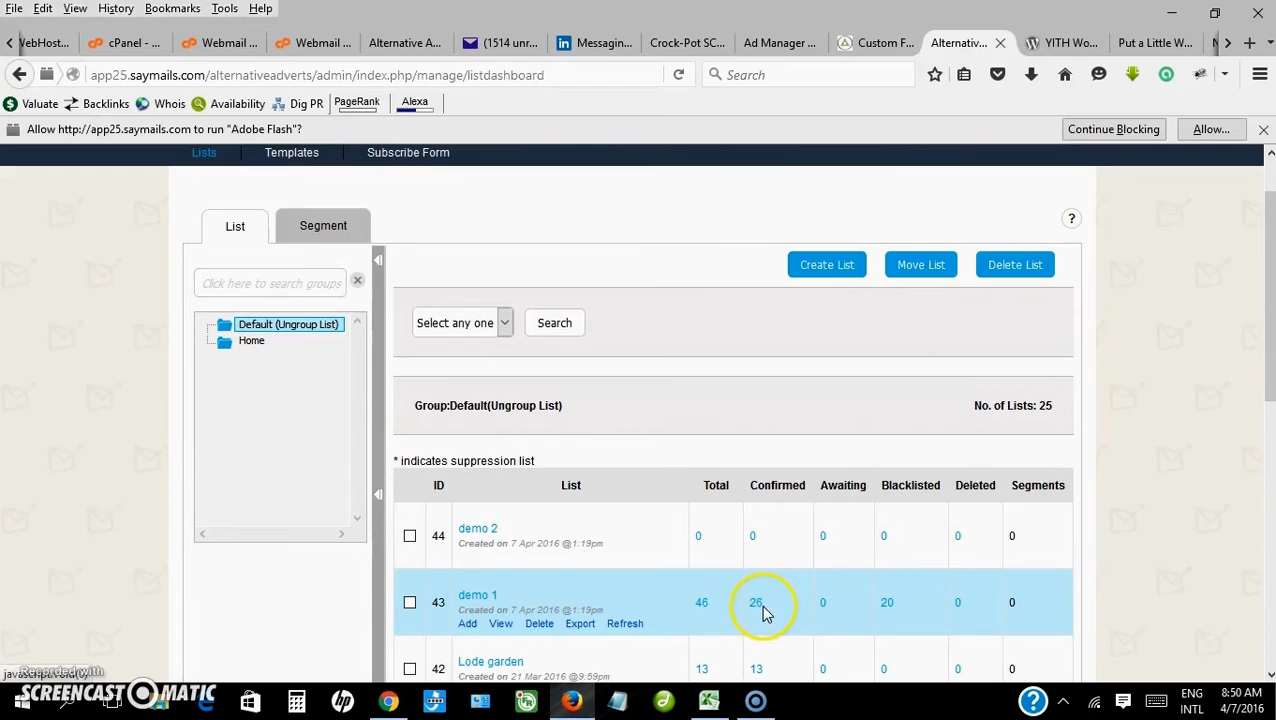 File Edit View History Bookmarks Tools Help
WebHost... cPanel - ... Webmail ... Webmail ... Alternative A... (1514 unr... Messagin... Crock-Pot SC... Ad Manager ... Custom F... Alternativ... YITH Wo... Put a Little W...
app25.saymails.com/alternativeadverts/admin/index.php/manage/listdashboard Search
Valuate Backlinks Whois Availability Dig PR PageRank Alexa
Allow http://app25.saymails.com to run "Adobe Flash"? Continue Blocking Allow...
Lists Templates Subscribe Form
List Segment ?
Create List Move List Delete List
Click here to search groups
Select any one Search
Default (Ungroup List)
Home
Group:Default(Ungroup List) No. of Lists: 25
* indicates suppression list
ID List Total Confirmed Awaiting Blacklisted Deleted Segments
44 demo 2 0 0 0 0 0 0
Created on 7 Apr 2016 @1:19pm
43 demo 1 46 26 0 20 0 0
Created on 7 Apr 2016 @1:19pm
Add View Delete Export Refresh
42 Lode garden 13 13 0 0 0 0
Created on 21 Mar 2016 @9:59pm
javascript:void(0)
Recorded with
SCREENCAST-O-MATIC
ENG
INTL
8:50 AM
4/7/2016